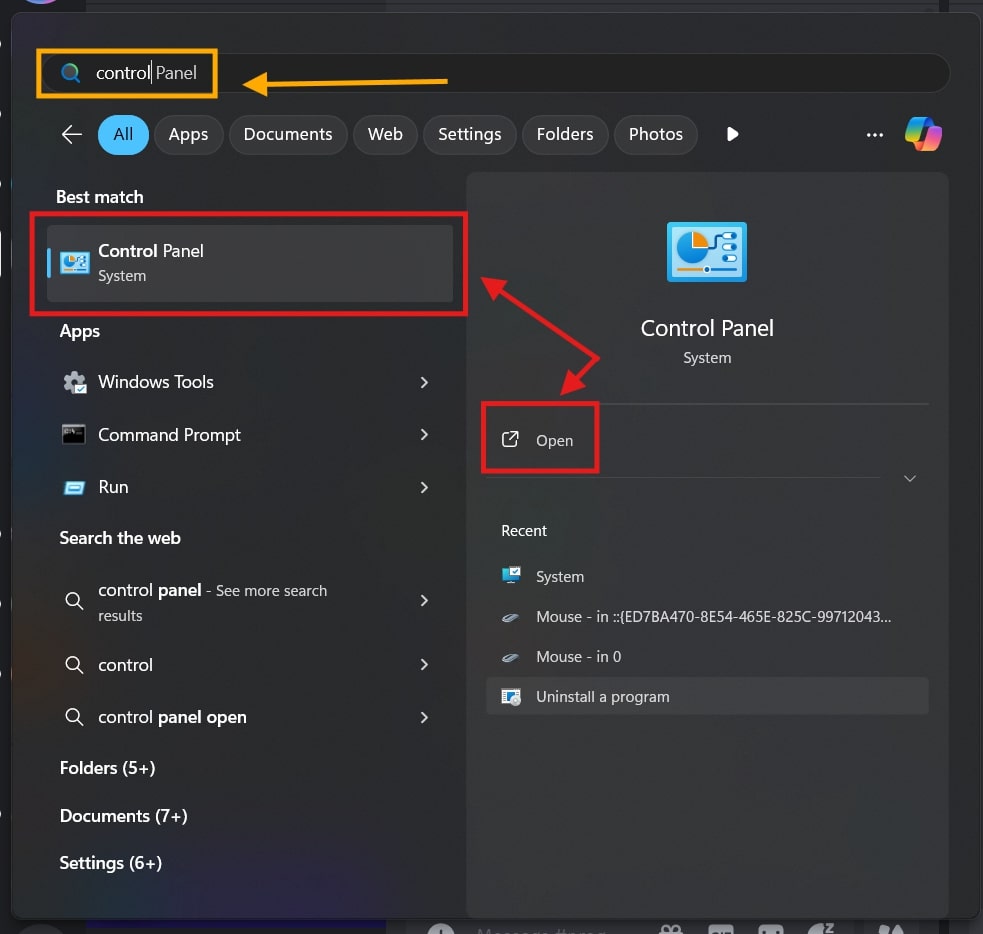 control Panel
All
Apps
Documents
Web
Settings
Folders
Photos
Best match
Control Panel
System
Apps
Windows Tools
Command Prompt
Run
Search the web
control panel - See more search
results
control
control panel open
Folders (5+)
Documents (7+)
Settings (6+)
Control Panel
System
Open
Recent
System
Mouse - in ::{ED7BA470-8E54-465E-825C-99712043...
Mouse - in 0
Uninstall a program